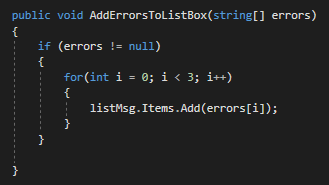 public void AddErrorsToListBox(string[] errors)
{
    if (errors != null)
    {
        for(int i = 0; i < 3; i++)
        {
            listMsg.Items.Add(errors[i]);
        }
    }

}